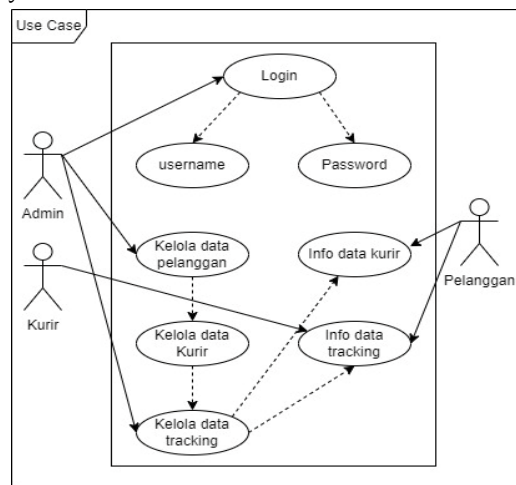 Use Case
Login
username
Password
Admin
Kelola data
pelanggan
Info data kurir
Pelanggan
Kurir
Kelola data
Kurir
Info data
tracking
Kelola data
tracking